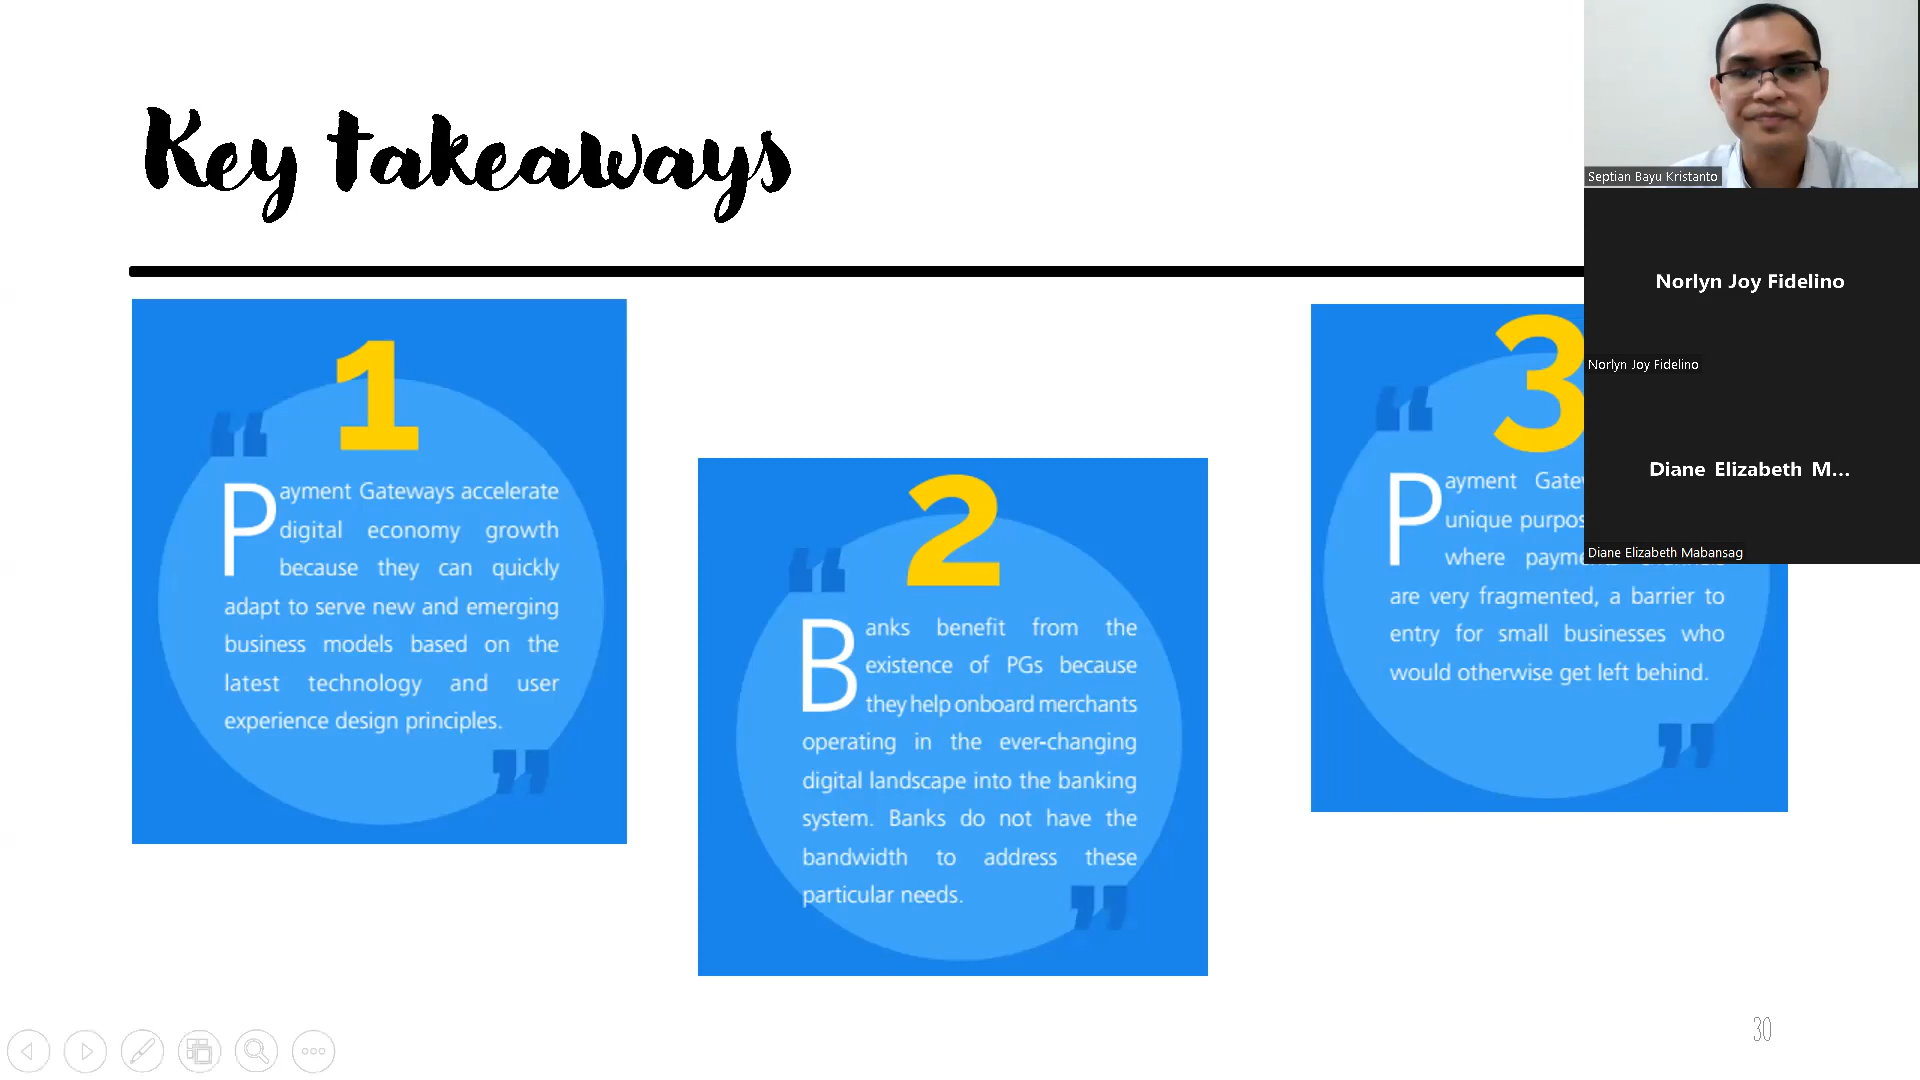 Key takeaways
1
Payment Gateways accelerate
digital economy growth
because they can quickly
adapt to serve new and emerging
business models based on the
latest technology and user
experience design principles.
2
Banks benefit from the
existence of PGs because
they help onboard merchants
operating in the ever-changing
digital landscape into the banking
system. Banks do not have the
bandwidth to address these
particular needs.
3
Payment
unique
where
are very fragmented, a barrier to
entry for small businesses who
would otherwise get left behind.
Septian Bayu Kristanto
Norlyn Joy Fidelino
Norlyn Joy Fidelino
Diane Elizabeth M...
Diane Elizabeth Mabansag
30